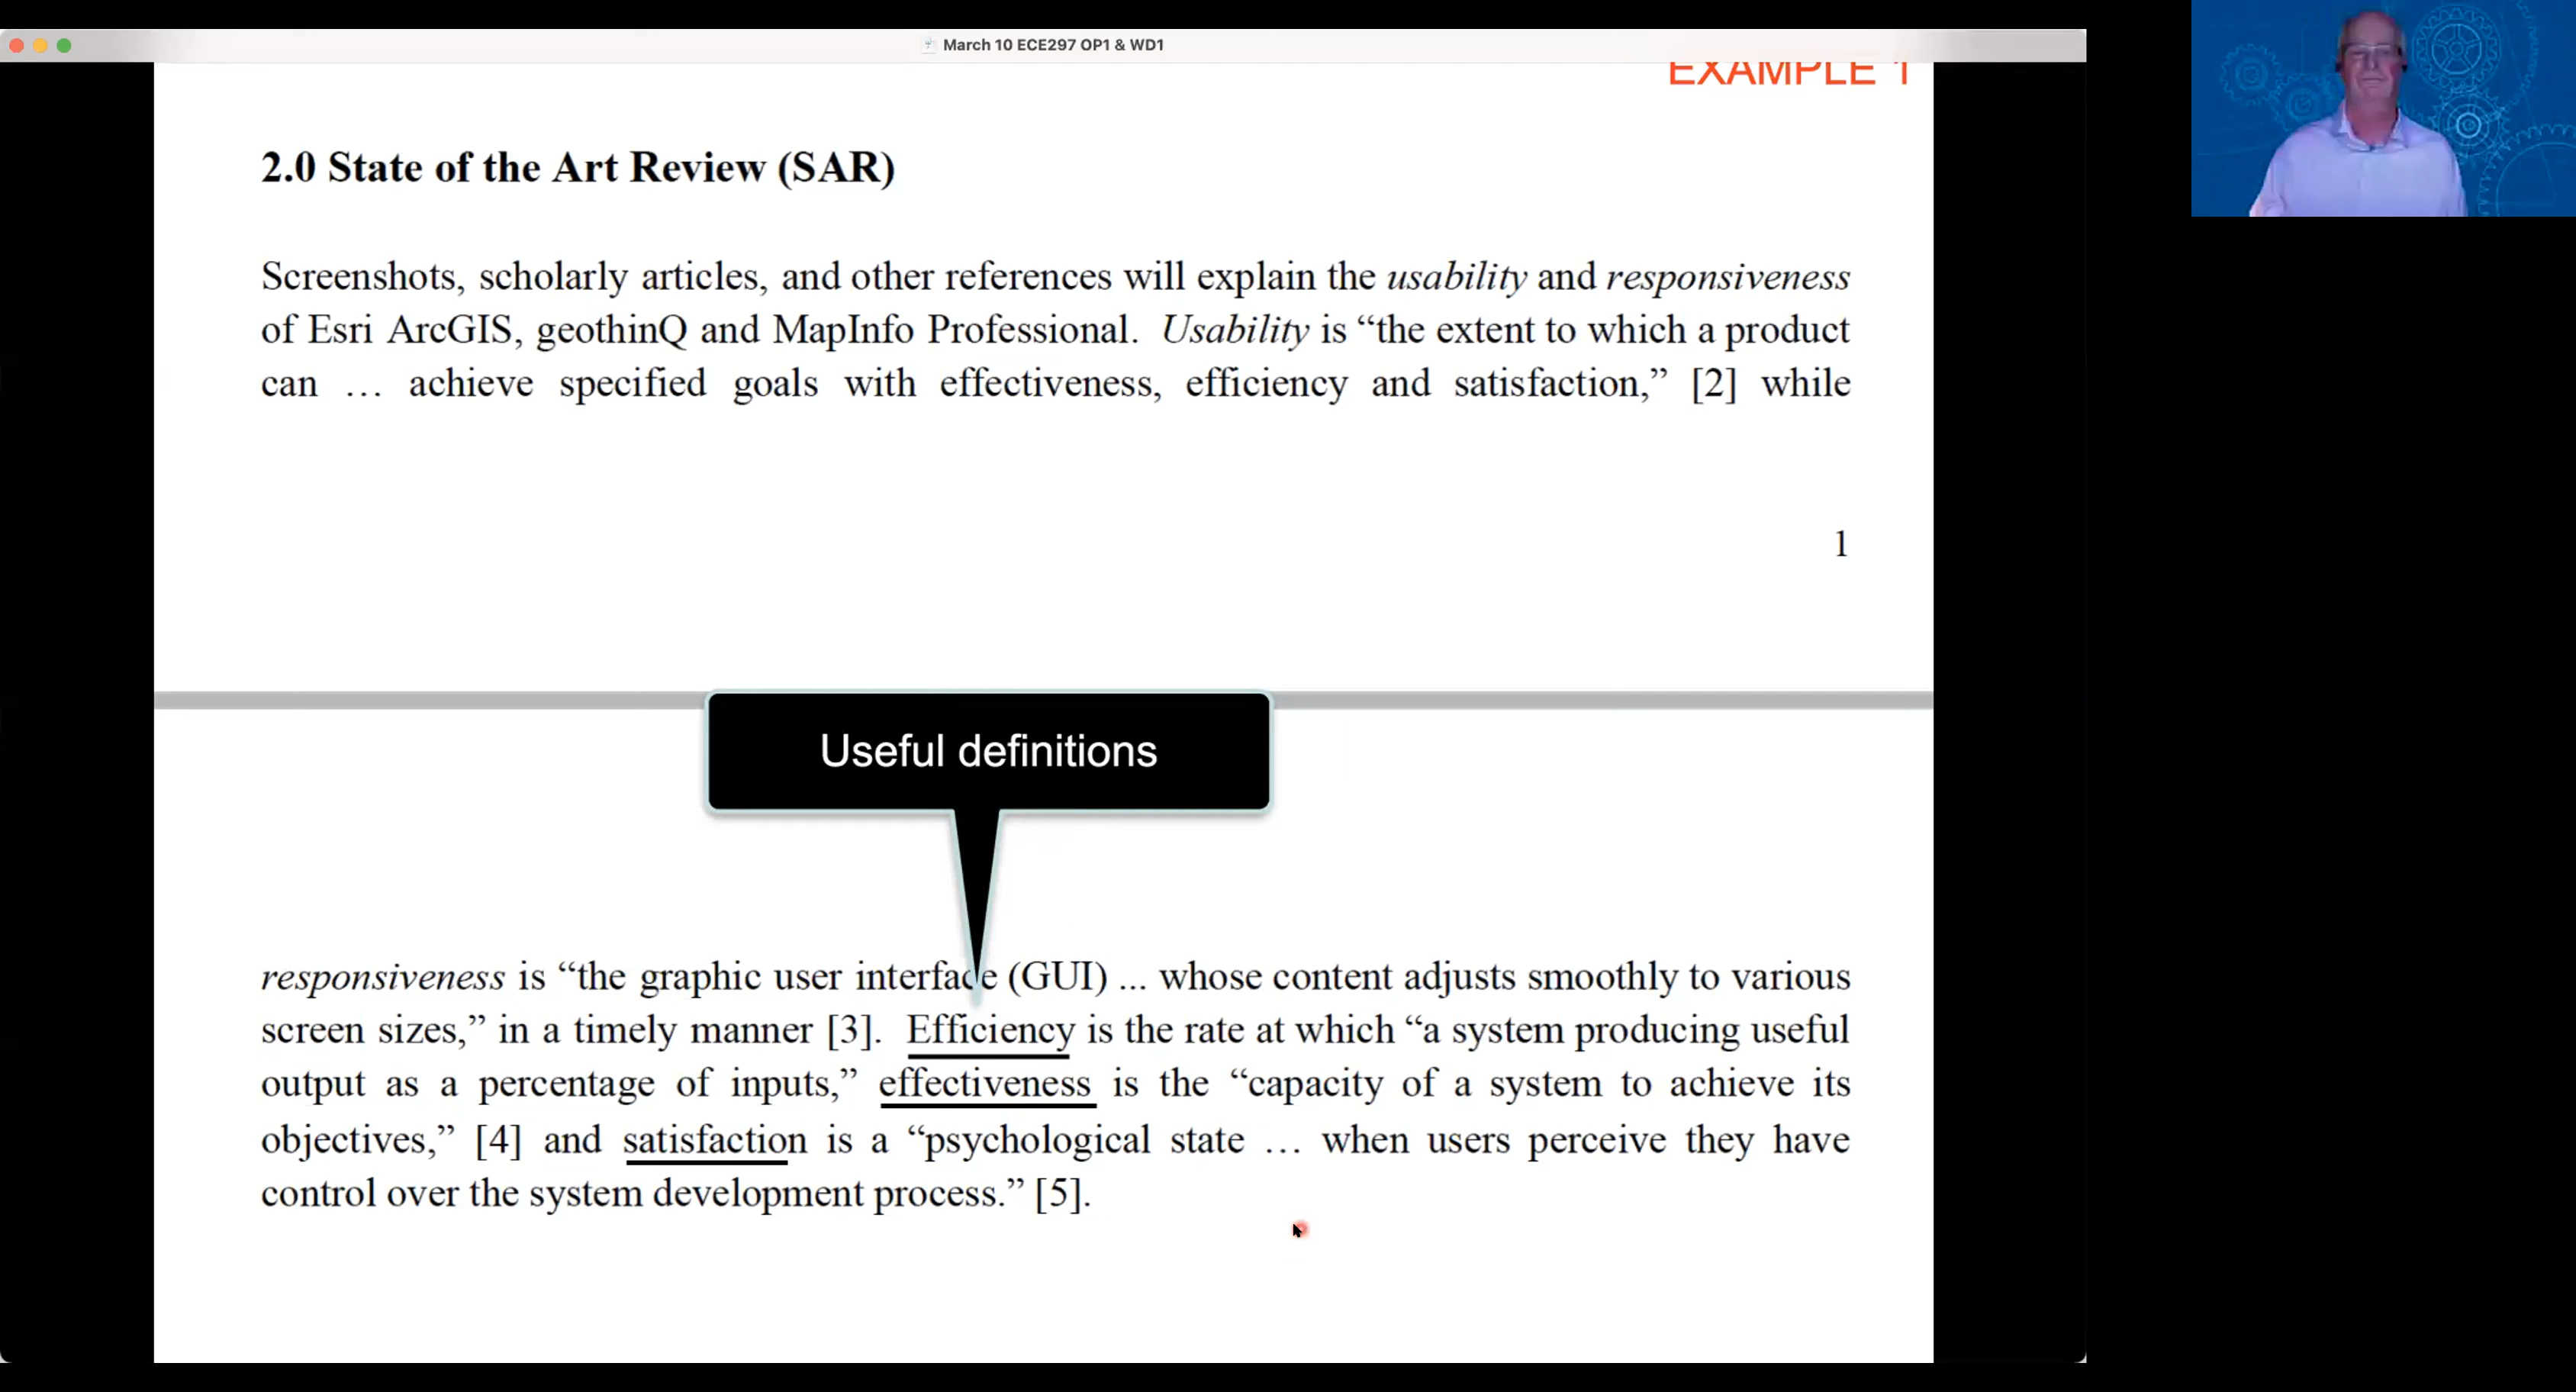 March 10 ECE297 OP1 & WD1
EXAMPLE 1
2.0 State of the Art Review (SAR)
Screenshots, scholarly articles, and other references will explain the usability and responsiveness
of Esri ArcGIS, geothinQ and MapInfo Professional. Usability is “the extent to which a product
can … achieve specified goals with effectiveness, efficiency and satisfaction,” [2] while
1
Useful definitions
responsiveness is “the graphic user interface (GUI) ... whose content adjusts smoothly to various
screen sizes,” in a timely manner [3]. Efficiency is the rate at which “a system producing useful
output as a percentage of inputs,” effectiveness is the “capacity of a system to achieve its
objectives,” [4] and satisfaction is a “psychological state … when users perceive they have
control over the system development process.” [5].